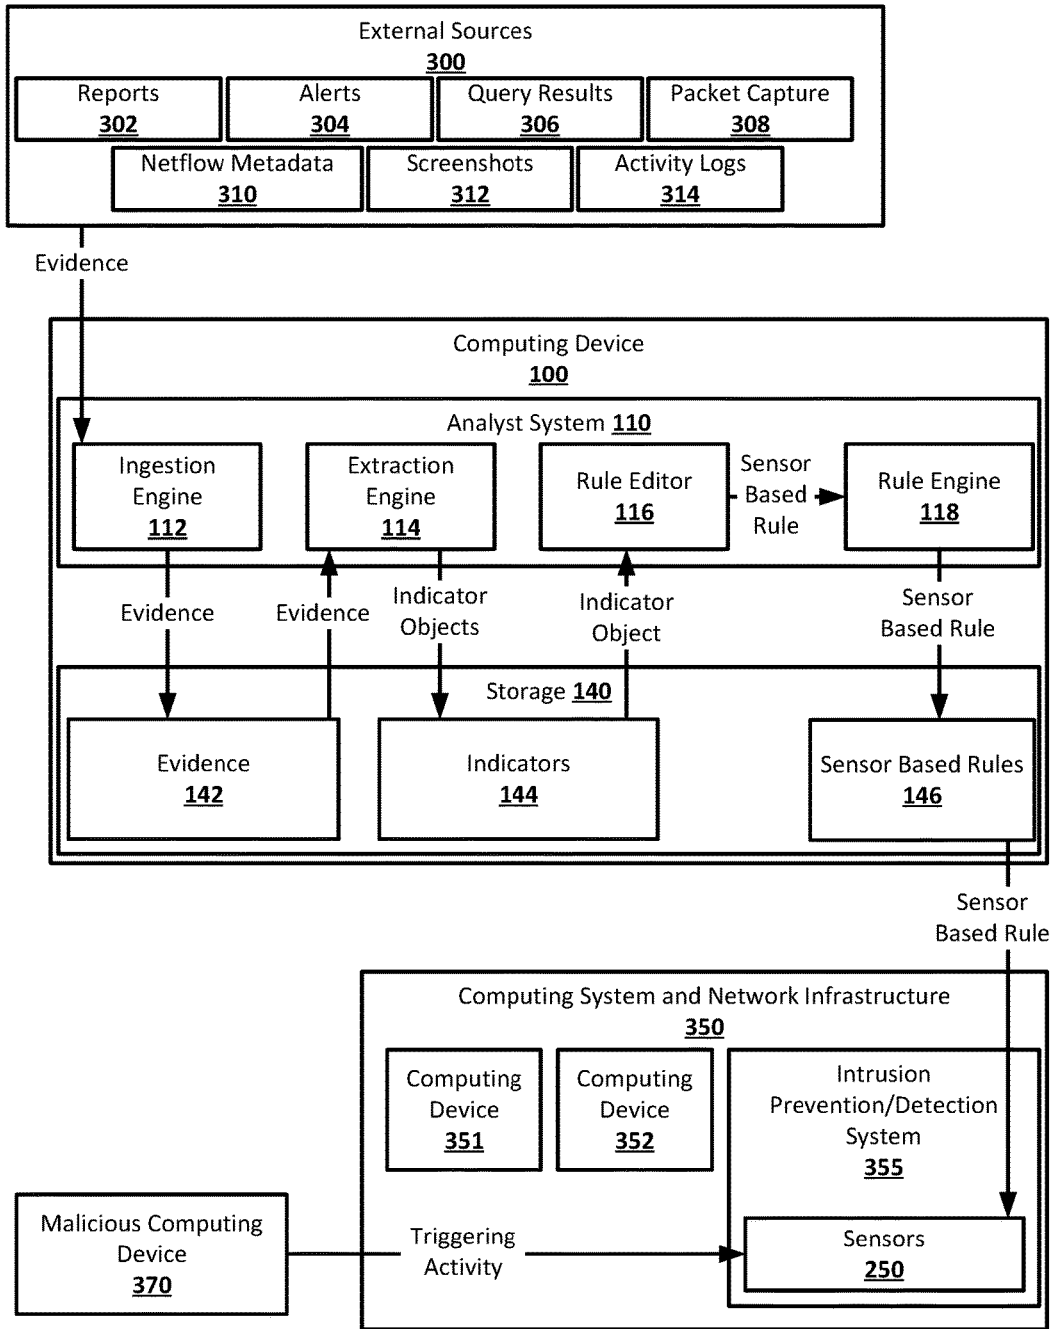 External Sources
300
Reports
302
Alerts
304
Query Results
306
Packet Capture
308
Netflow Metadata
310
Screenshots
312
Activity Logs
314
Evidence
Computing Device
100
Analyst System 110
Ingestion
Engine
112
Extraction
Engine
114
Rule Editor
116
Sensor
Based
Rule
Rule Engine
118
Evidence
Evidence
Indicator
Objects
Indicator
Object
Sensor
Based Rule
Storage 140
Evidence
142
Indicators
144
Sensor Based Rules
146
Sensor
Based Rule
Computing System and Network Infrastructure
350
Computing
Device
351
Computing
Device
352
Intrusion
Prevention/Detection
System
355
Malicious Computing
Device
370
Triggering
Activity
Sensors
250